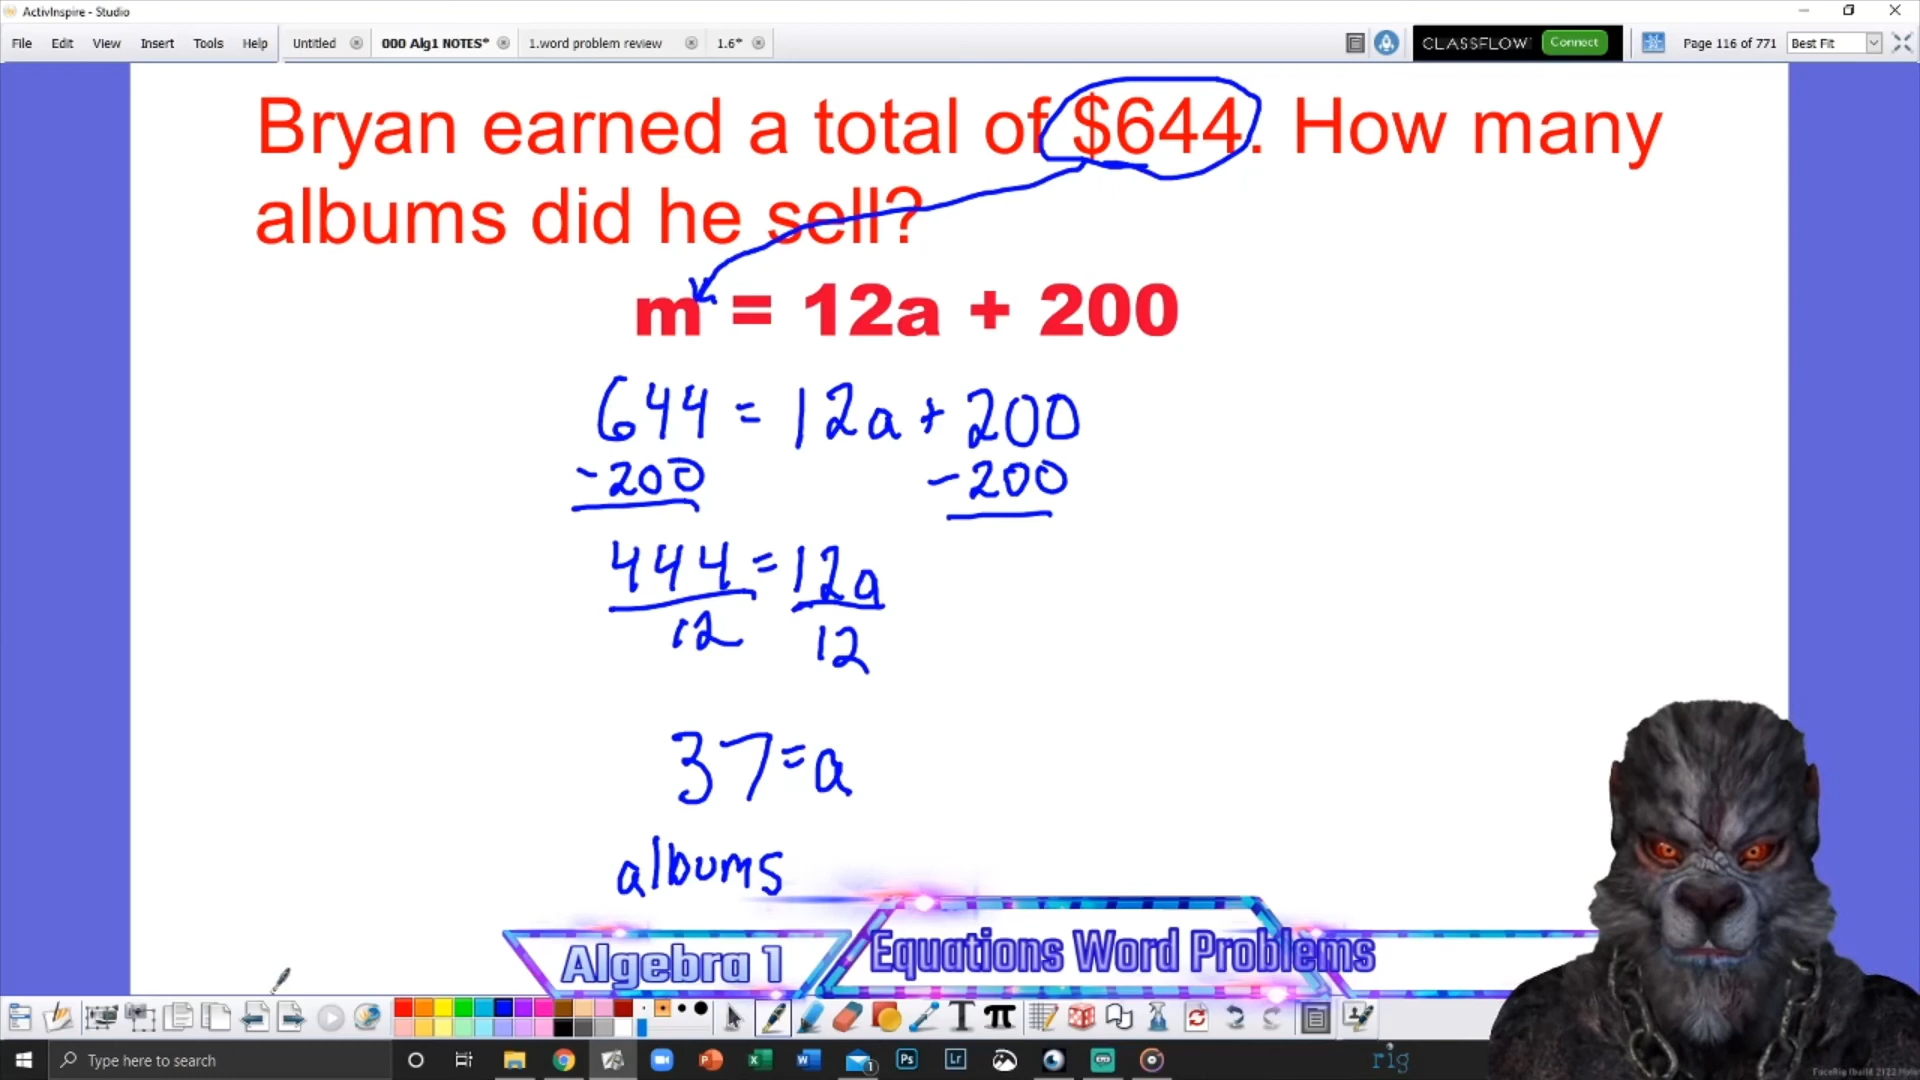 ActivInspire - Studio
File Edit View Insert Tools Help Untitled 000 Alg1 NOTES* 1.word problem review 1.6* CLASSFLOW Connect Page 116 of 771 Best Fit
Bryan earned a total of $644. How many
albums did he sell?
m = 12a + 200
644 = 12a + 200
-200 -200
444 = 12a
12 12
37 = a
albums
Algebra 1 Equations Word Problems
Type here to search
rig